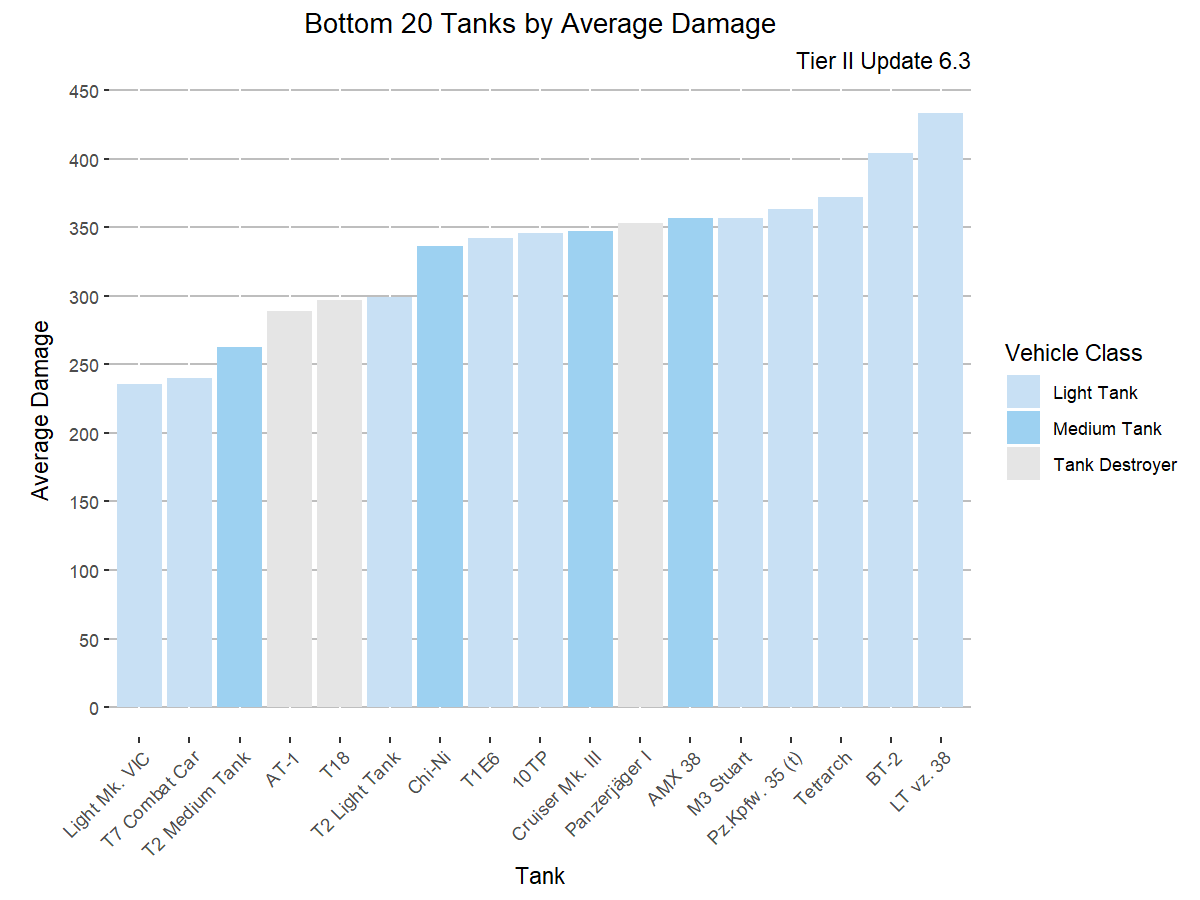 Bottom 20 Tanks by Average Damage
Tier II Update 6.3
450
400
350
300
250
200
150
100
50
0
Average Damage
Light Mk. VIC
T7 Combat Car
T2 Medium Tank
AT-1
T18
T2 Light Tank
Chi-Ni
T1E6
10TP
Cruiser Mk. III
Panzerjäger I
AMX 38
M3 Stuart
Pz.Kpfw. 35 (t)
Tetrarch
BT-2
LT vz. 38
Tank
Vehicle Class
Light Tank
Medium Tank
Tank Destroyer